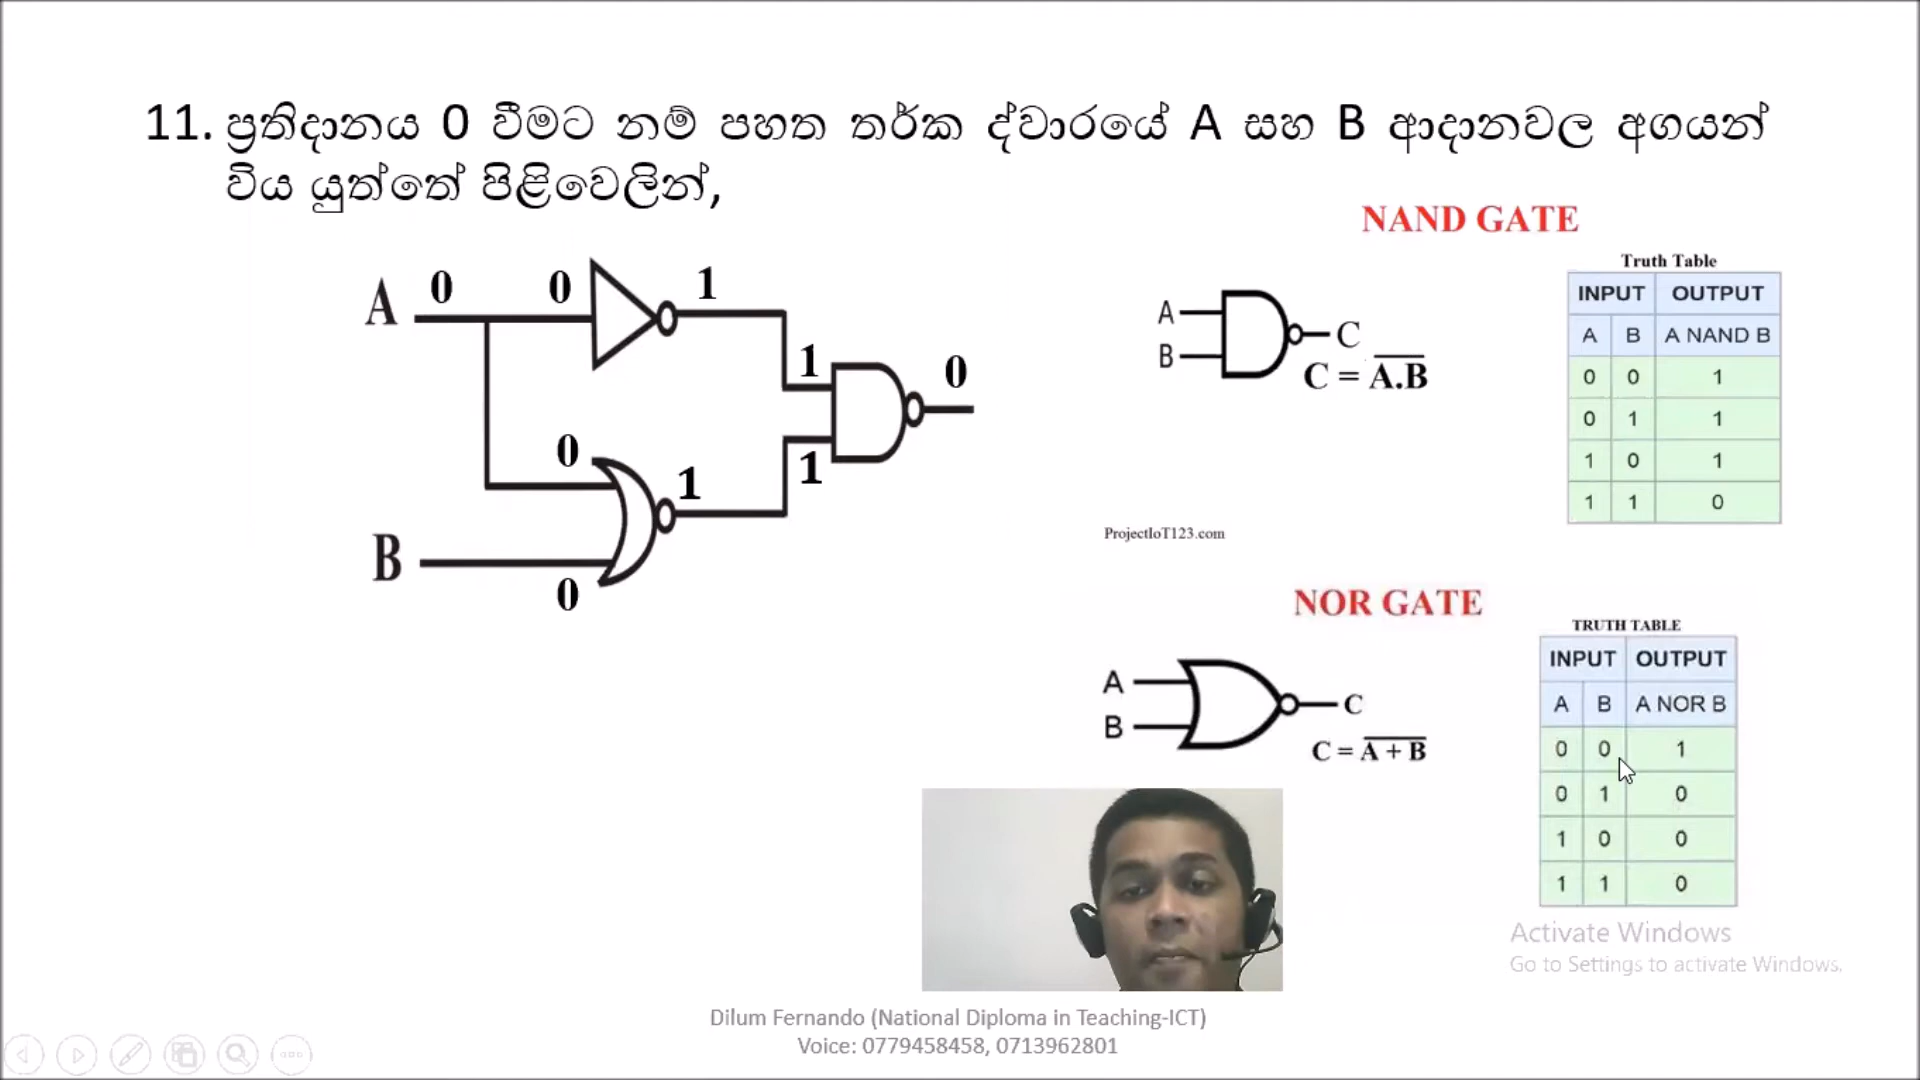 11. ප්‍රතිදානය 0 වීමට නම් පහත තර්ක ද්වාරයේ A සහ B ආදානවල අගයන්
විය යුත්තේ පිළිවෙලින්,
NAND GATE
Truth Table
INPUT OUTPUT
A B A NAND B
0 0 1
0 1 1
1 0 1
1 1 0
A
B
C
C = \overline{A.B}
ProjectIoT123.com
A 0 0 1
1 0
0
1 1
B
0
NOR GATE
TRUTH TABLE
INPUT OUTPUT
A B A NOR B
0 0 1
0 1 0
1 0 0
1 1 0
A
B
C
C = \overline{A + B}
Activate Windows
Go to Settings to activate Windows.
Dilum Fernando (National Diploma in Teaching-ICT)
Voice: 0779458458, 0713962801